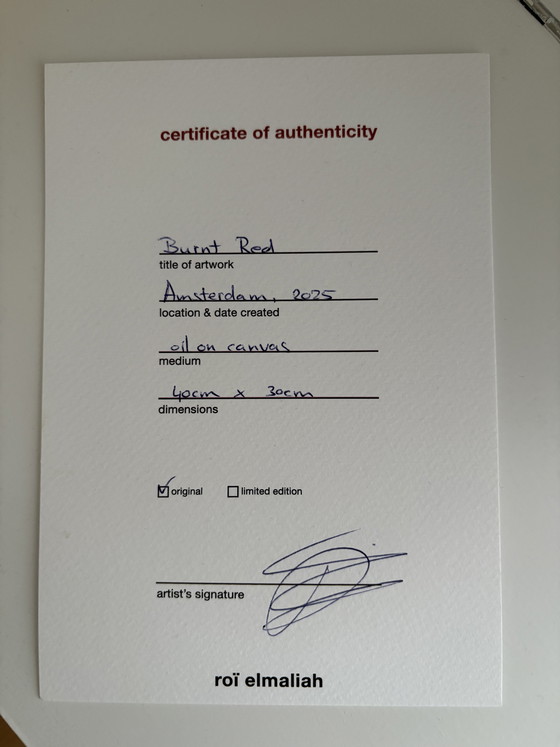 certificate of authenticity
Burnt Red
title of artwork
Amsterdam, 2025
location & date created
oil on canvas
medium
40cm x 30cm
dimensions
original limited edition
artist's signature
roï elmaliah